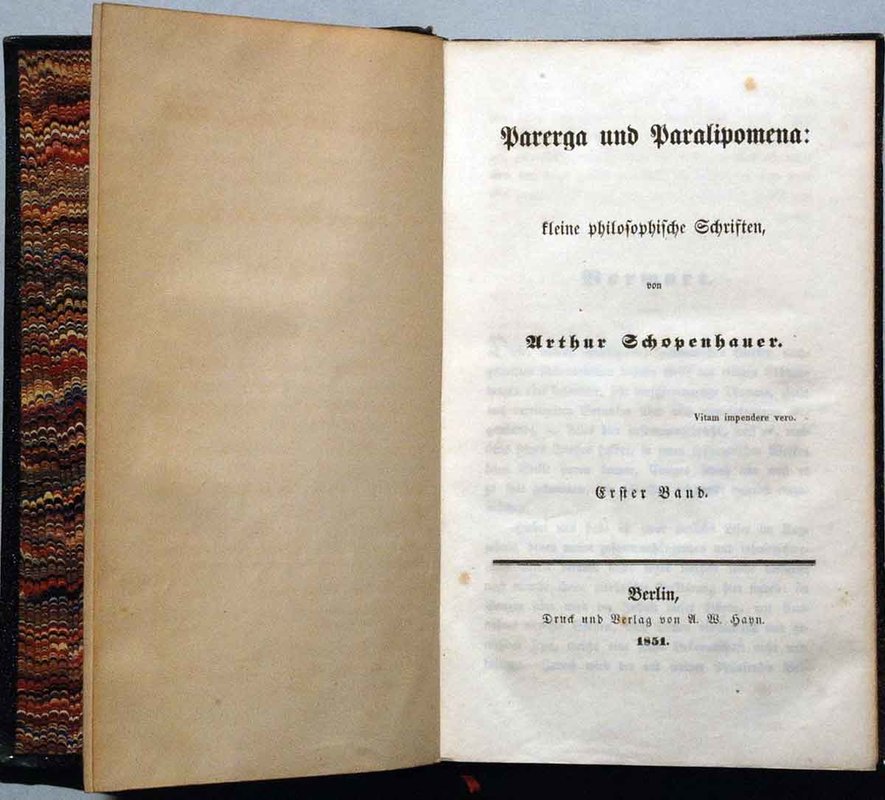 Parerga und Paralipomena:
kleine philosophische Schriften,
von
Arthur Schopenhauer.
Vitam impendere vero.
Erster Band.
Berlin,
Druck und Verlag von A. W. Hayn.
1851.